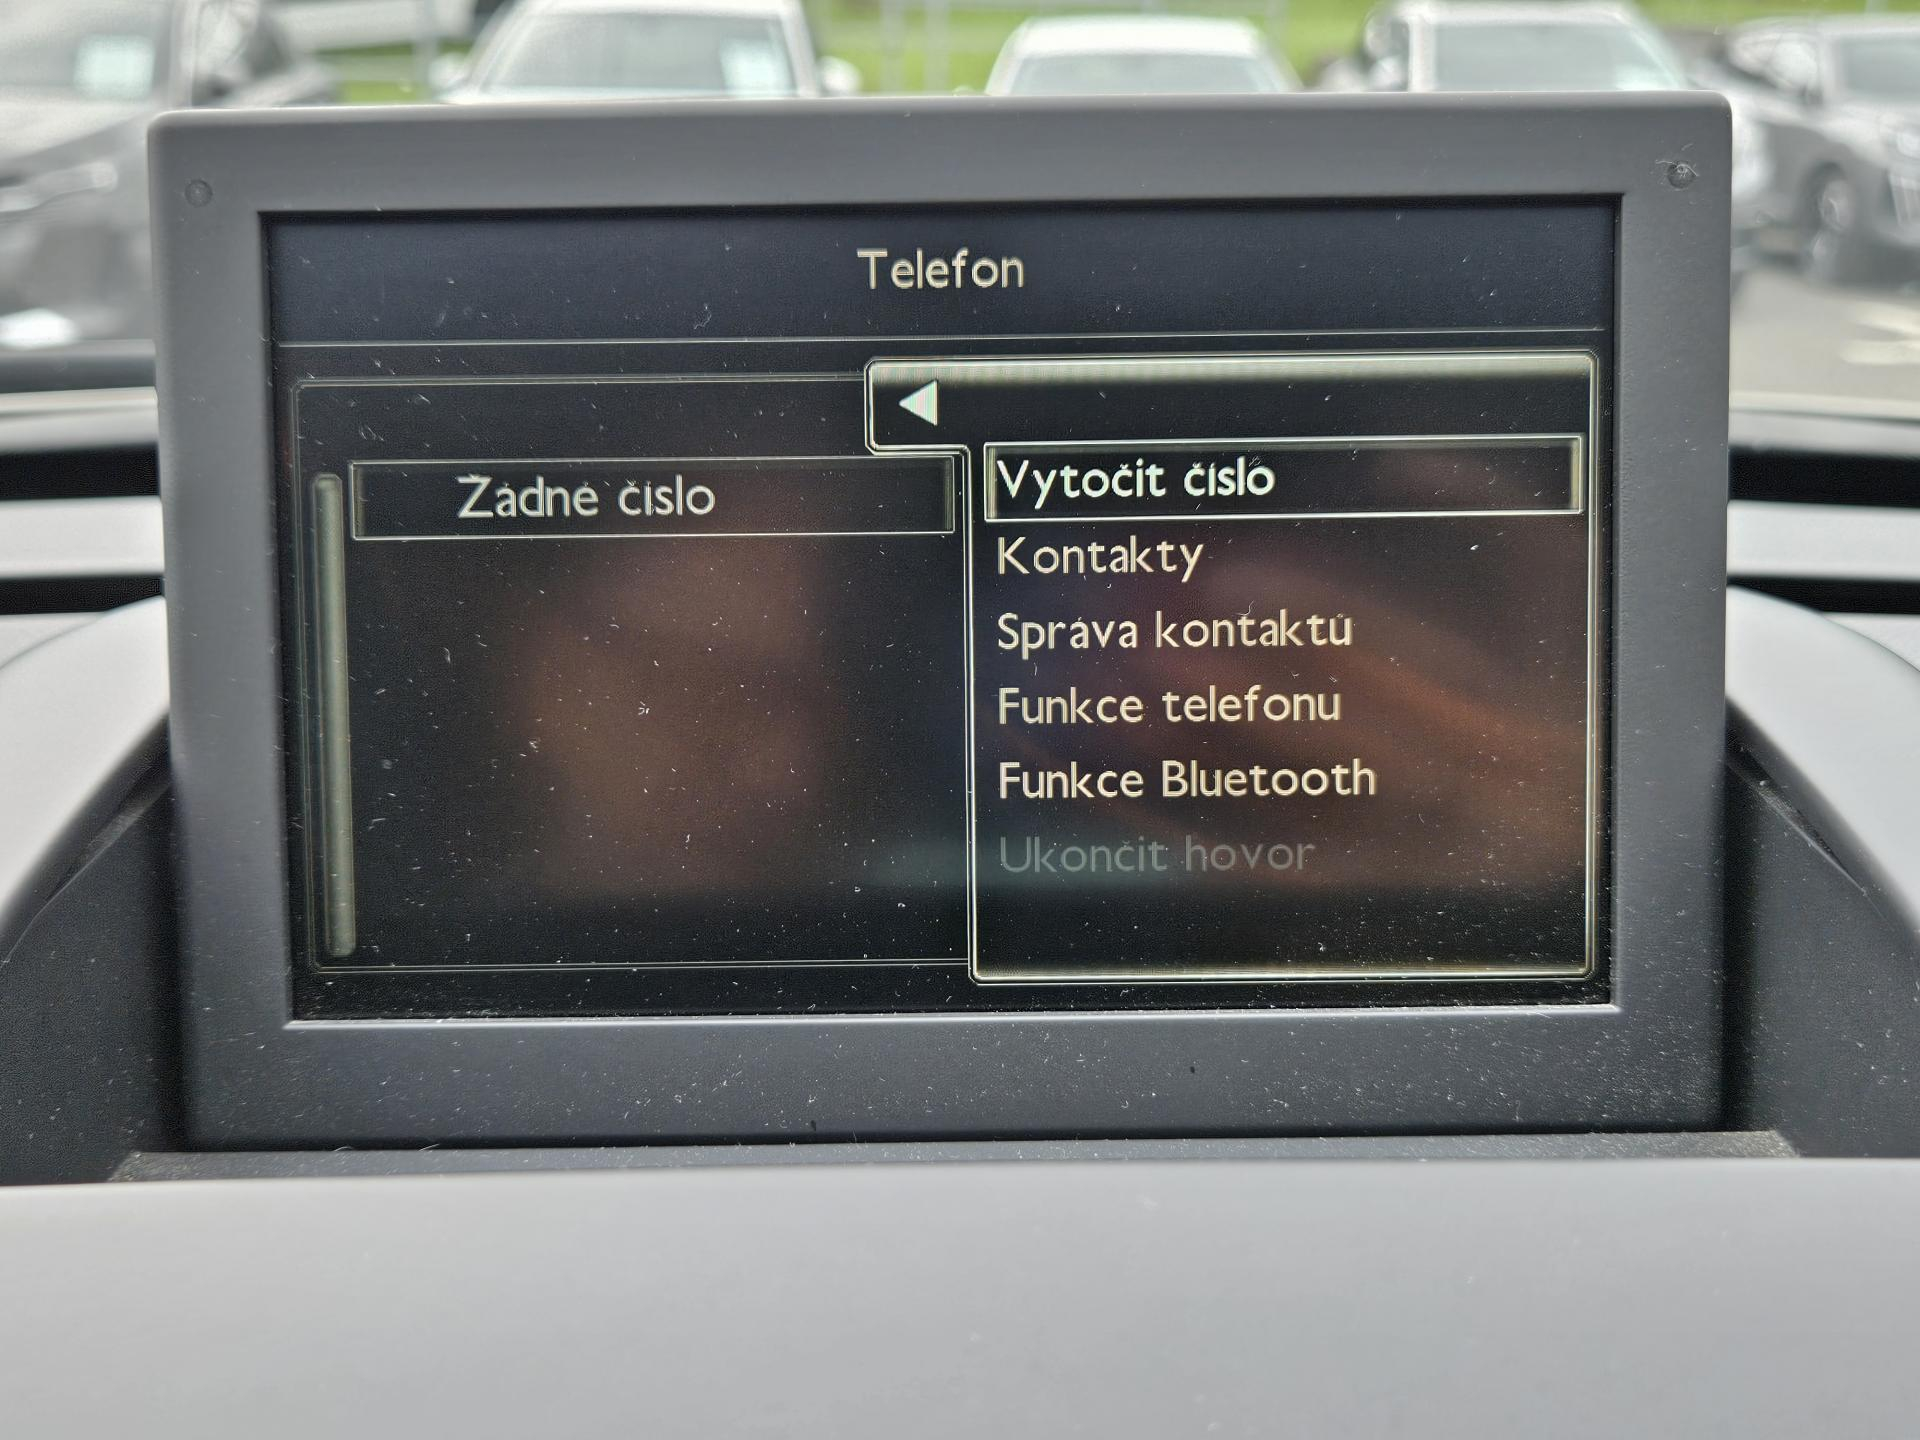 Telefon
Žádné číslo
Vytočit číslo
Kontakty
Správa kontaktů
Funkce telefonu
Funkce Bluetooth
Ukončit hovor